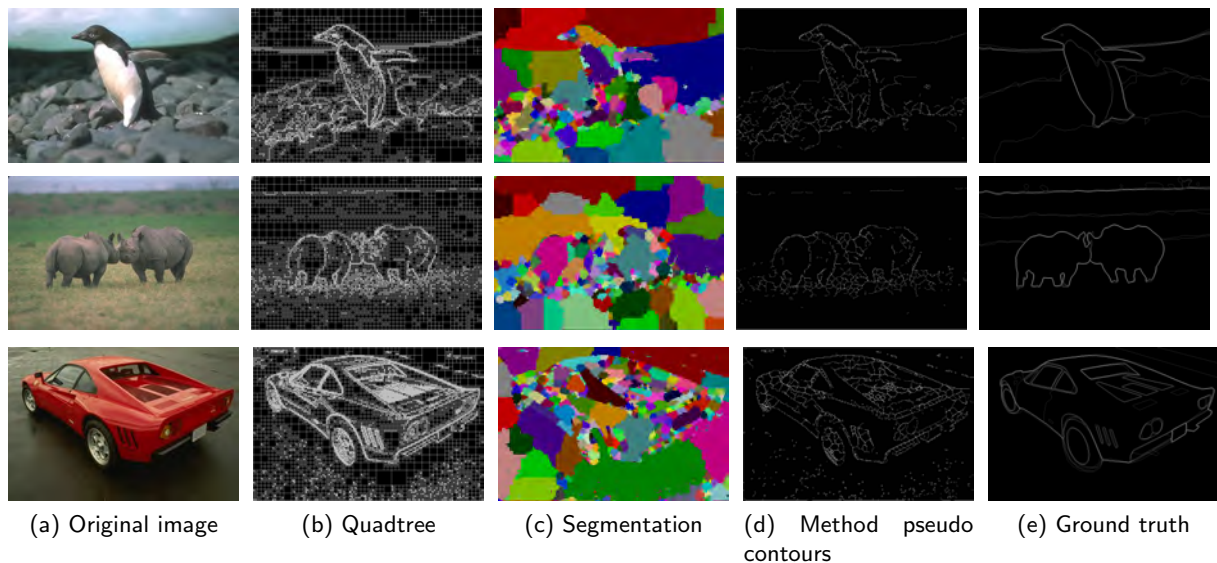 (a) Original image
(b) Quadtree
(c) Segmentation
(d) Method pseudo
contours
(e) Ground truth